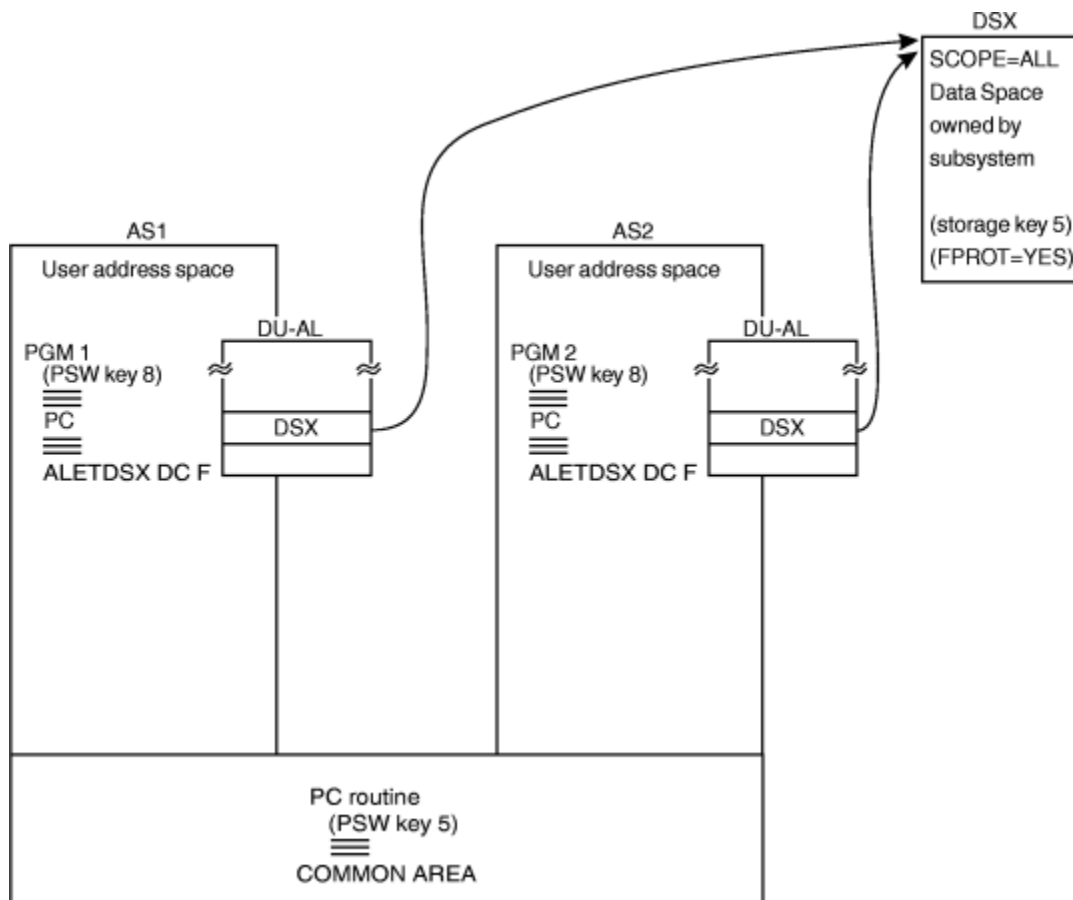 DSX
SCOPE=ALL
Data Space
owned by
subsystem
(storage key 5)
(FPROT=YES)
AS1
User address space
DU-AL
PGM 1
(PSW key 8)
PC
DSX
ALETDSX DC F
AS2
User address space
DU-AL
PGM 2
(PSW key 8)
PC
DSX
ALETDSX DC F
PC routine
(PSW key 5)
COMMON AREA